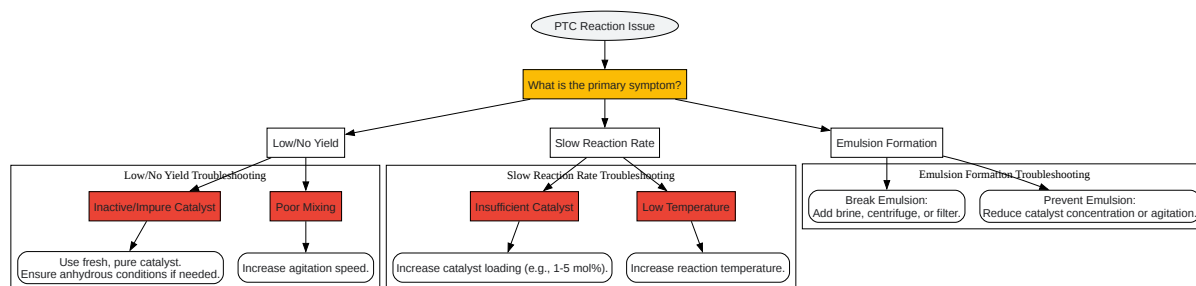 PTC Reaction Issue
What is the primary symptom?
Low/No Yield
Slow Reaction Rate
Emulsion Formation
Low/No Yield Troubleshooting
Slow Reaction Rate Troubleshooting
Emulsion Formation Troubleshooting
Inactive/Impure Catalyst
Poor Mixing
Insufficient Catalyst
Low Temperature
Break Emulsion:
Add brine, centrifuge, or filter.
Prevent Emulsion:
Reduce catalyst concentration or agitation.
Use fresh, pure catalyst.
Ensure anhydrous conditions if needed.
Increase agitation speed.
Increase catalyst loading (e.g., 1-5 mol%).
Increase reaction temperature.